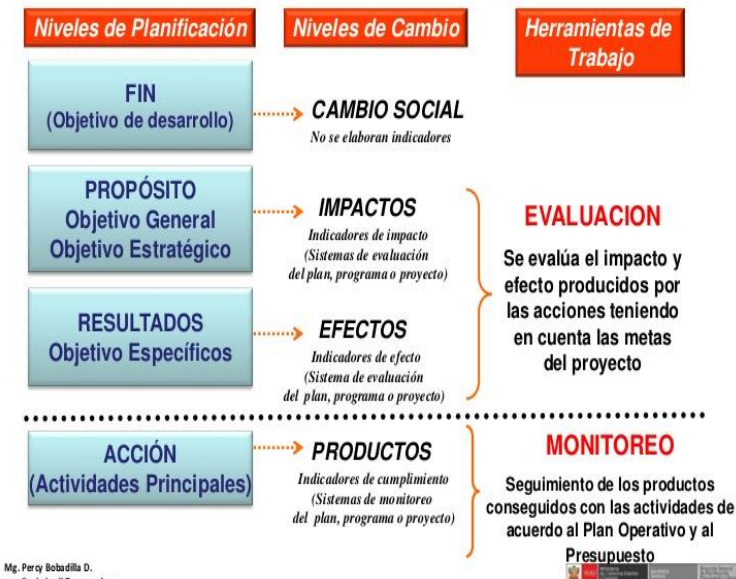 Niveles de Planificación
Niveles de Cambio
Herramientas de
Trabajo
FIN
(Objetivo de desarrollo)
CAMBIO SOCIAL
No se elaboran indicadores
PROPÓSITO
Objetivo General
Objetivo Estratégico
IMPACTOS
Indicadores de impacto
(Sistemas de evaluación
del plan, programa o proyecto)
RESULTADOS
Objetivo Específicos
EFECTOS
Indicadores de efecto
(Sistema de evaluación
del plan, programa o proyecto)
EVALUACION
Se evalúa el impacto y
efecto producidos por
las acciones teniendo
en cuenta las metas
del proyecto
ACCIÓN
(Actividades Principales)
PRODUCTOS
Indicadores de cumplimiento
(Sistemas de monitoreo
del plan, programa o proyecto)
MONITOREO
Seguimiento de los productos
conseguidos con las actividades de
acuerdo al Plan Operativo y al
Presupuesto
Mg. Percy Bobadilla D.